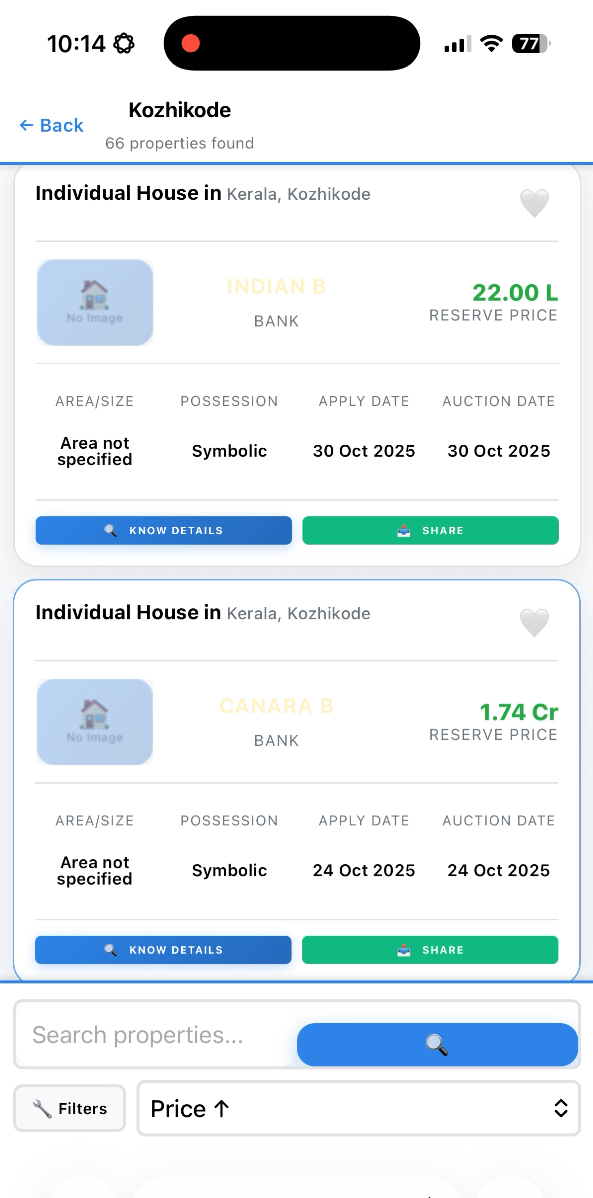 10:14
77
← Back
Kozhikode
66 properties found
Individual House in Kerala, Kozhikode
No Image
INDIAN B
BANK
22.00 L
RESERVE PRICE
AREA/SIZE POSSESSION APPLY DATE AUCTION DATE
Area not
specified
Symbolic 30 Oct 2025 30 Oct 2025
KNOW DETAILS SHARE
Individual House in Kerala, Kozhikode
No Image
CANARA B
BANK
1.74 Cr
RESERVE PRICE
AREA/SIZE POSSESSION APPLY DATE AUCTION DATE
Area not
specified
Symbolic 24 Oct 2025 24 Oct 2025
KNOW DETAILS SHARE
Search properties...
Filters
Price ↑